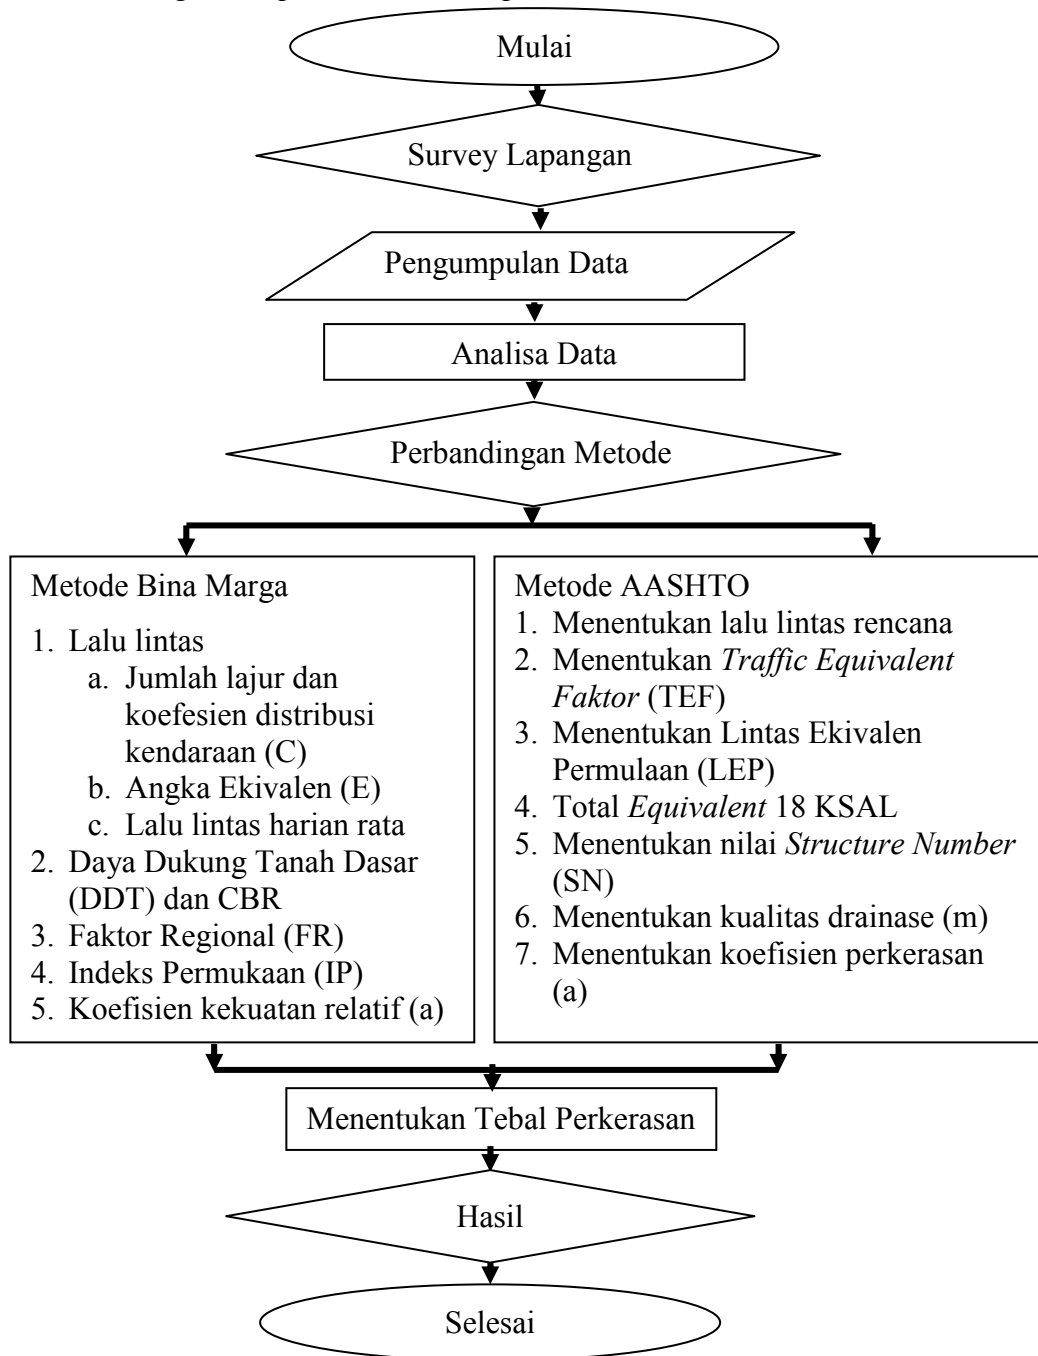 Mulai
Survey Lapangan
Pengumpulan Data
Analisa Data
Perbandingan Metode
Metode Bina Marga
1. Lalu lintas
a. Jumlah lajur dan
koefesien distribusi
kendaraan (C)
b. Angka Ekivalen (E)
c. Lalu lintas harian rata
2. Daya Dukung Tanah Dasar
(DDT) dan CBR
3. Faktor Regional (FR)
4. Indeks Permukaan (IP)
5. Koefisien kekuatan relatif (a)
Metode AASHTO
1. Menentukan lalu lintas rencana
2. Menentukan Traffic Equivalent
Faktor (TEF)
3. Menentukan Lintas Ekivalen
Permulaan (LEP)
4. Total Equivalent 18 KSAL
5. Menentukan nilai Structure Number
(SN)
6. Menentukan kualitas drainase (m)
7. Menentukan koefisien perkerasan
(a)
Menentukan Tebal Perkerasan
Hasil
Selesai